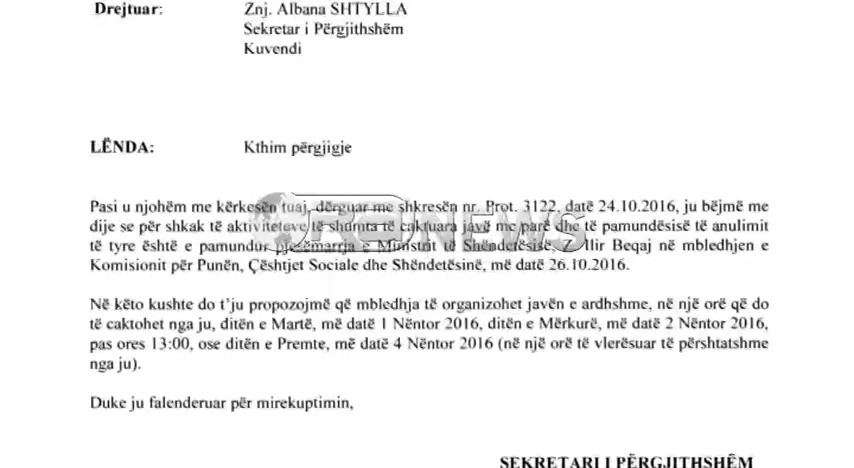 Drejtuar: Znj. Albana SHTYLLA
Sekretar i Përgjithshëm
Kuvendi
LËNDA: Kthim përgjigje
Pasi u njohëm me kërkesën tuaj, dërguar me shkresën nr. Prot. 3122, datë 24.10.2016, ju bëjmë me
dije se për shkak të aktiviteteve të shumta të caktuara javë më parë dhe të pamundësisë të anulimit
të tyre është e pamundur pjesëmarrja e Ministrit të Shëndetësisë, Z. Ilir Beqaj në mbledhjen e
Komisionit për Punën, Çështjet Sociale dhe Shëndetësinë, më datë 26.10.2016.
Në këto kushte do t'ju propozojmë që mbledhja të organizohet javën e ardhshme, në një orë që do
të caktohet nga ju, ditën e Martë, më datë 1 Nëntor 2016, ditën e Mërkurë, më datë 2 Nëntor 2016,
pas ores 13:00, ose ditën e Premte, më datë 4 Nëntor 2016 (në një orë të vlerësuar të përshtatshme
nga ju).
Duke ju falenderuar për mirekuptimin,
SEKRETARI I PËRGJITHSHËM
NEWS